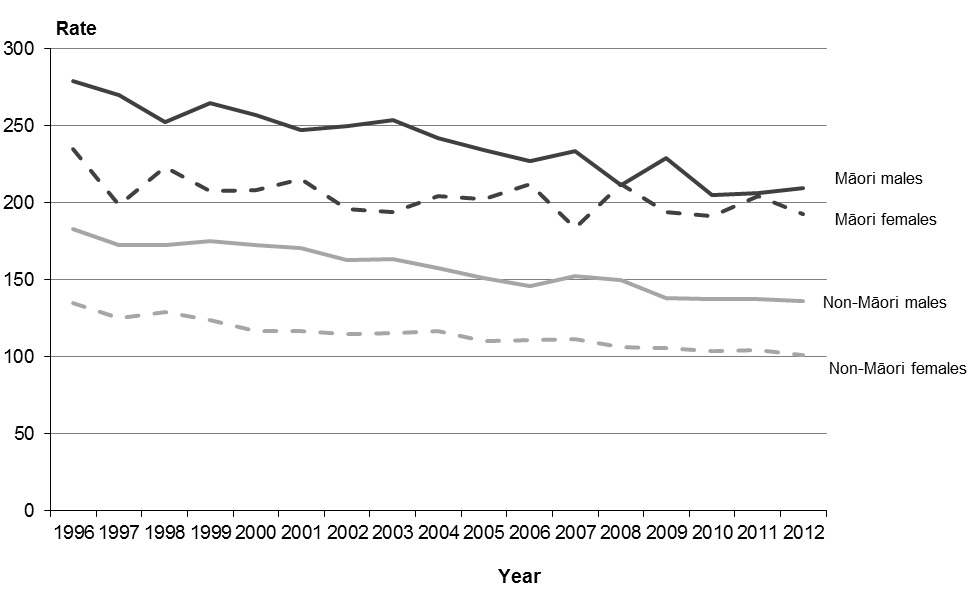 Rate
300
250
200
150
100
50
0
Māori males
Māori females
Non-Māori males
Non-Māori females
1996 1997 1998 1999 2000 2001 2002 2003 2004 2005 2006 2007 2008 2009 2010 2011 2012
Year